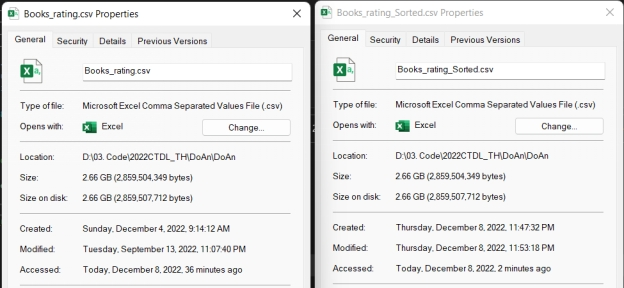 Books_rating.csv Properties
General Security Details Previous Versions
Books_rating.csv
Type of file: Microsoft Excel Comma Separated Values File (.csv)
Opens with: Excel Change...
Location: D:\03. Code\2022CTDL_TH\DoAn\DoAn
Size: 2.66 GB (2,859,504,349 bytes)
Size on disk: 2.66 GB (2,859,507,712 bytes)
Created: Sunday, December 4, 2022, 9:14:12 AM
Modified: Tuesday, September 13, 2022, 11:07:40 PM
Accessed: Today, December 8, 2022, 36 minutes ago
Books_rating_Sorted.csv Properties
General Security Details Previous Versions
Books_rating_Sorted.csv
Type of file: Microsoft Excel Comma Separated Values File (.csv)
Opens with: Excel Change...
Location: D:\03. Code\2022CTDL_TH\DoAn\DoAn
Size: 2.66 GB (2,859,504,349 bytes)
Size on disk: 2.66 GB (2,859,507,712 bytes)
Created: Thursday, December 8, 2022, 11:47:32 PM
Modified: Thursday, December 8, 2022, 11:53:18 PM
Accessed: Today, December 8, 2022, 2 minutes ago